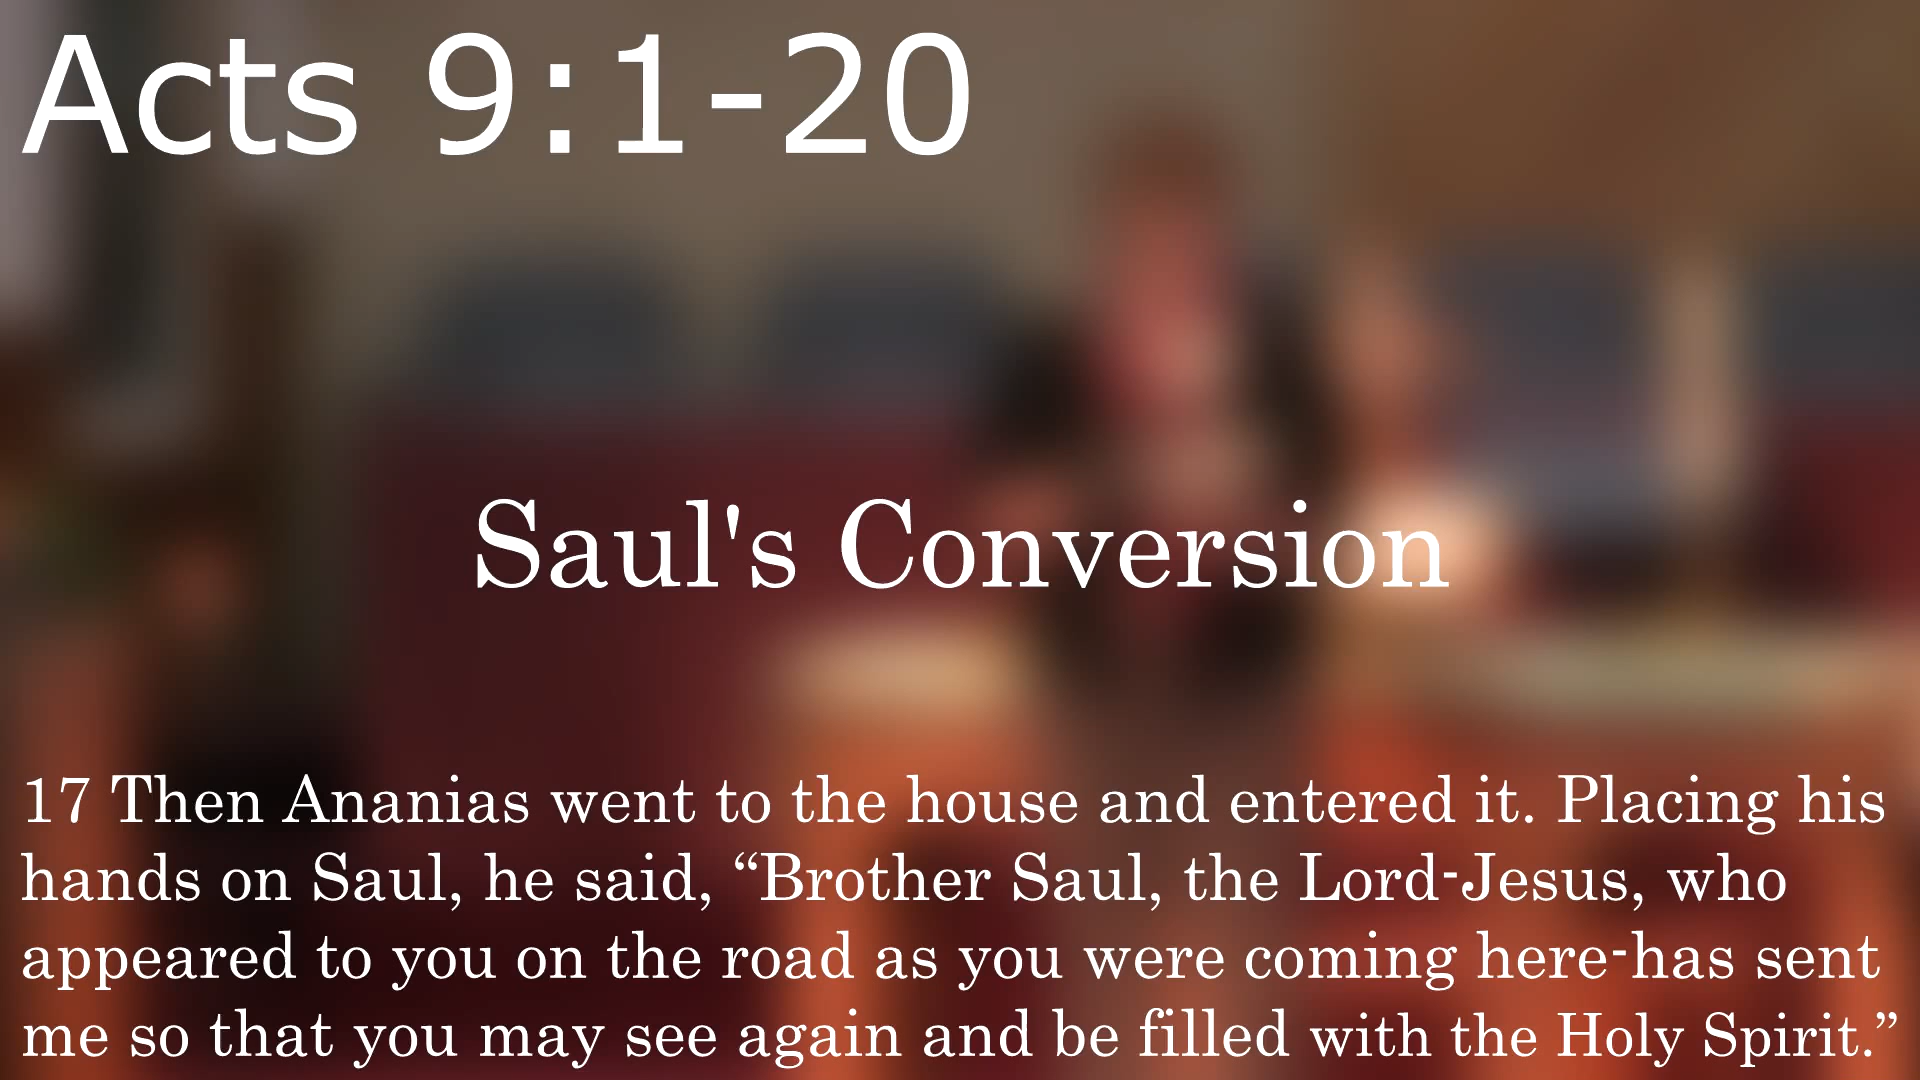 Acts 9:1-20
Saul's Conversion
17 Then Ananias went to the house and entered it. Placing his
hands on Saul, he said, “Brother Saul, the Lord-Jesus, who
appeared to you on the road as you were coming here-has sent
me so that you may see again and be filled with the Holy Spirit.”